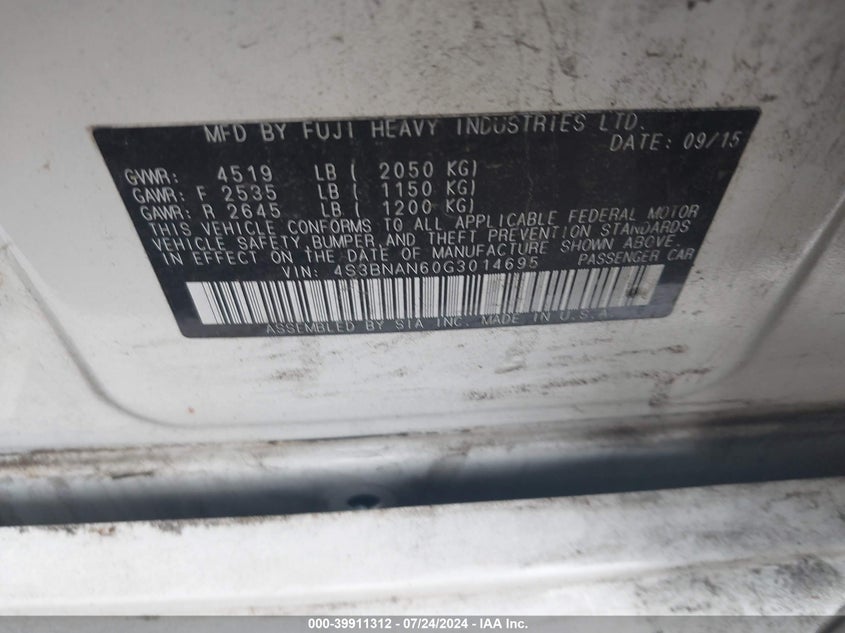 MFD BY FUJI HEAVY INDUSTRIES LTD.
DATE: 09/15
GVWR: 4519 LB ( 2050 KG)
GAWR: F 2535 LB ( 1150 KG)
GAWR: R 2645 LB ( 1200 KG)
THIS VEHICLE CONFORMS TO ALL APPLICABLE FEDERAL MOTOR
VEHICLE SAFETY, BUMPER, AND THEFT PREVENTION STANDARDS
IN EFFECT ON THE DATE OF MANUFACTURE SHOWN ABOVE.
VIN: 4S3BNAN60G3014695 PASSENGER CAR
ASSEMBLED BY SIA INC. MADE IN U.S.A.
000-39911312 - 07/24/2024 - IAA Inc.